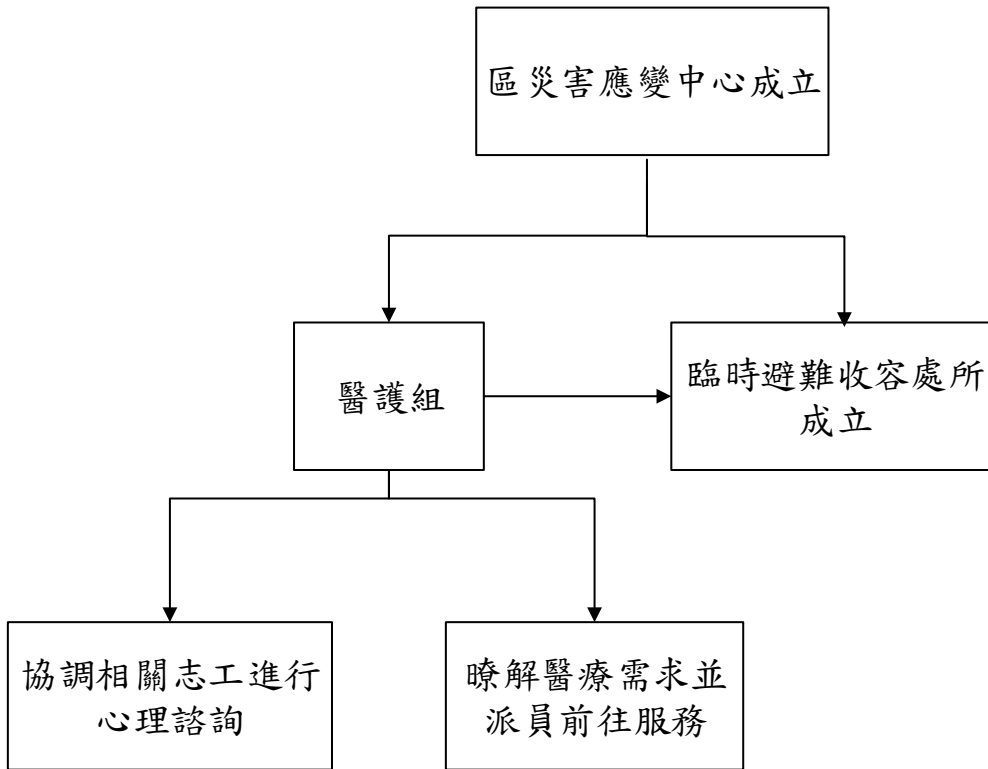 區災害應變中心成立
醫護組
臨時避難收容處所
成立
協調相關志工進行
心理諮詢
瞭解醫療需求並
派員前往服務